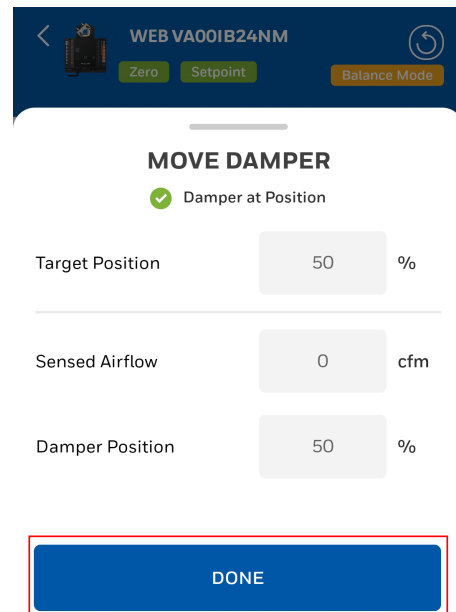 WEB VA00IB24NM
Zero Setpoint Balance Mode
MOVE DAMPER
Damper at Position
Target Position 50 %
Sensed Airflow 0 cfm
Damper Position 50 %
DONE